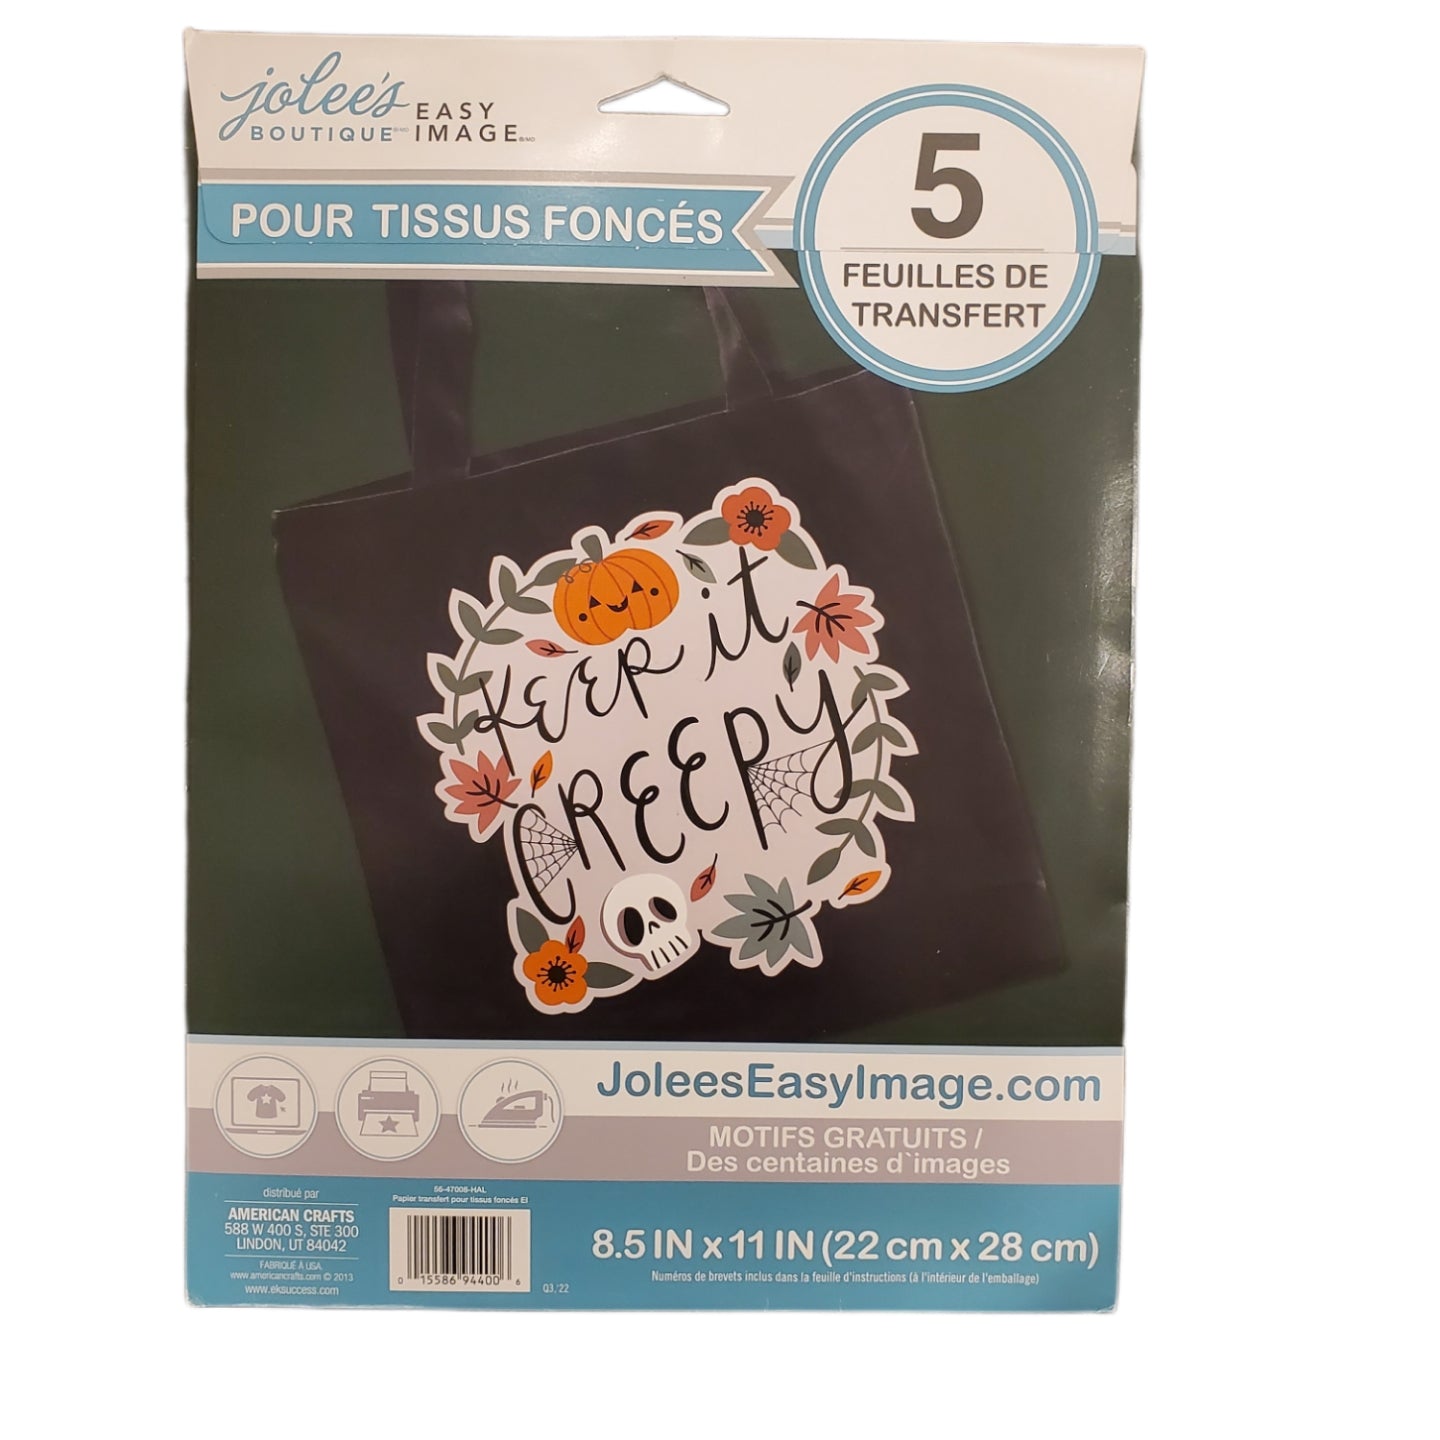 jolee's
BOUTIQUE®/MD
EASY
IMAGE®/MD
POUR TISSUS FONCÉS
5
FEUILLES DE
TRANSFERT
KEEP it
CREEPY
JoleesEasyImage.com
MOTIFS GRATUITS /
Des centaines d`images
distribué par
AMERICAN CRAFTS
588 W 400 S, STE 300
LINDON, UT 84042
FABRIQUÉ À USA.
www.americancrafts.com © 2013
www.eksuccess.com
56-47008-HAL
Papier transfert pour tissus foncés EI
0 15586 94400 6
Q3,'22
8.5 IN x 11 IN (22 cm x 28 cm)
Numéros de brevets inclus dans la feuille d'instructions (à l'intérieur de l'emballage)